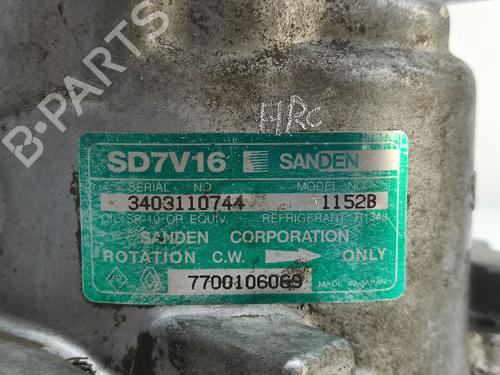 B-PARTS
ARC
SD7V16 SANDEN
SERIAL NO MODEL NO
3403110744 1152B
OIL SP-10 OR EQUIV. REFRIGERANT R134a
SANDEN CORPORATION
ROTATION C.W. ONLY
7700106069 MADE IN JAPAN